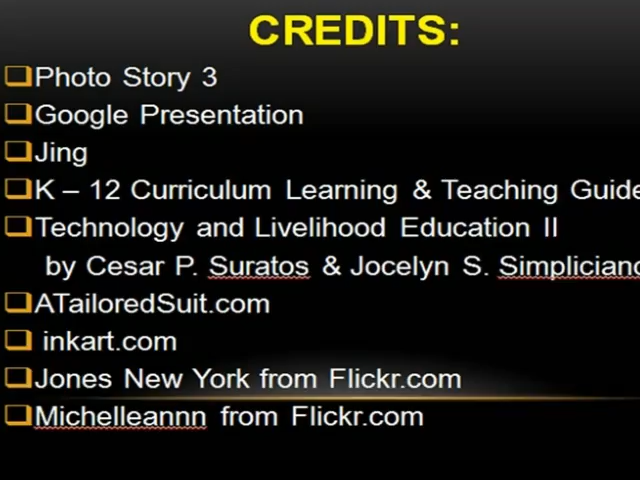 CREDITS:
Photo Story 3
Google Presentation
Jing
K – 12 Curriculum Learning & Teaching Guide
Technology and Livelihood Education II
by Cesar P. Suratos & Jocelyn S. Simpliciano
ATailoredSuit.com
inkart.com
Jones New York from Flickr.com
Michelleannn from Flickr.com